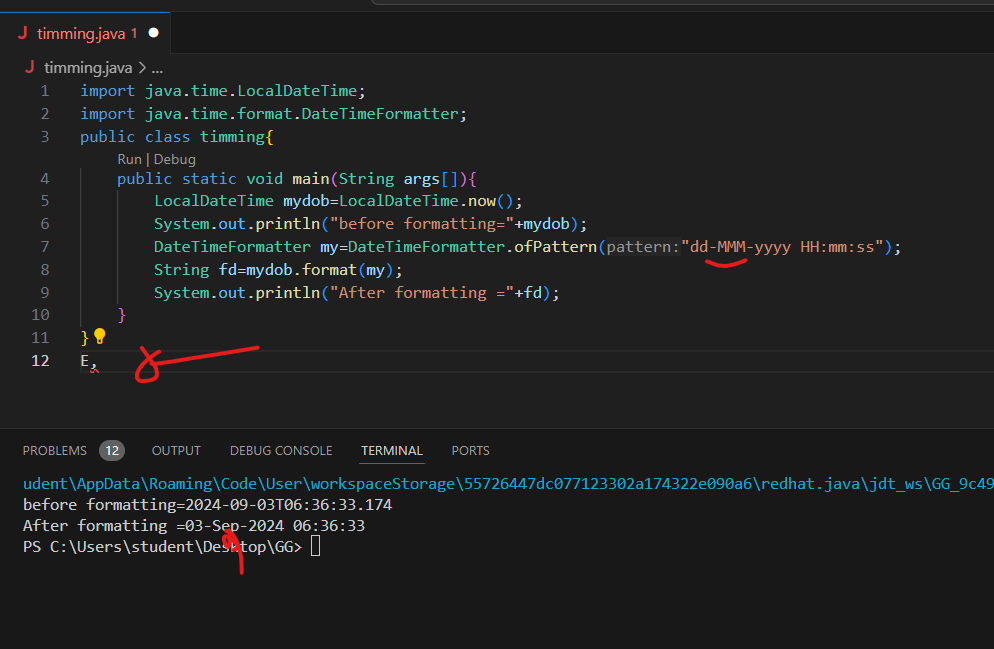 J timming.java 1
J timming.java > ...
1 import java.time.LocalDateTime;
2 import java.time.format.DateTimeFormatter;
3 public class timming{
Run | Debug
4 public static void main(String args[]){
5 LocalDateTime mydob=LocalDateTime.now();
6 System.out.println("before formatting="+mydob);
7 DateTimeFormatter my=DateTimeFormatter.ofPattern(pattern:"dd-MMM-yyyy HH:mm:ss");
8 String fd=mydob.format(my);
9 System.out.println("After formatting ="+fd);
10 }
11 }
12 E,
PROBLEMS 12 OUTPUT DEBUG CONSOLE TERMINAL PORTS
udent\AppData\Roaming\Code\User\workspaceStorage\55726447dc077123302a174322e090a6\redhat.java\jdt_ws\GG_9c49
before formatting=2024-09-03T06:36:33.174
After formatting =03-Sep-2024 06:36:33
PS C:\Users\student\Desktop\GG>